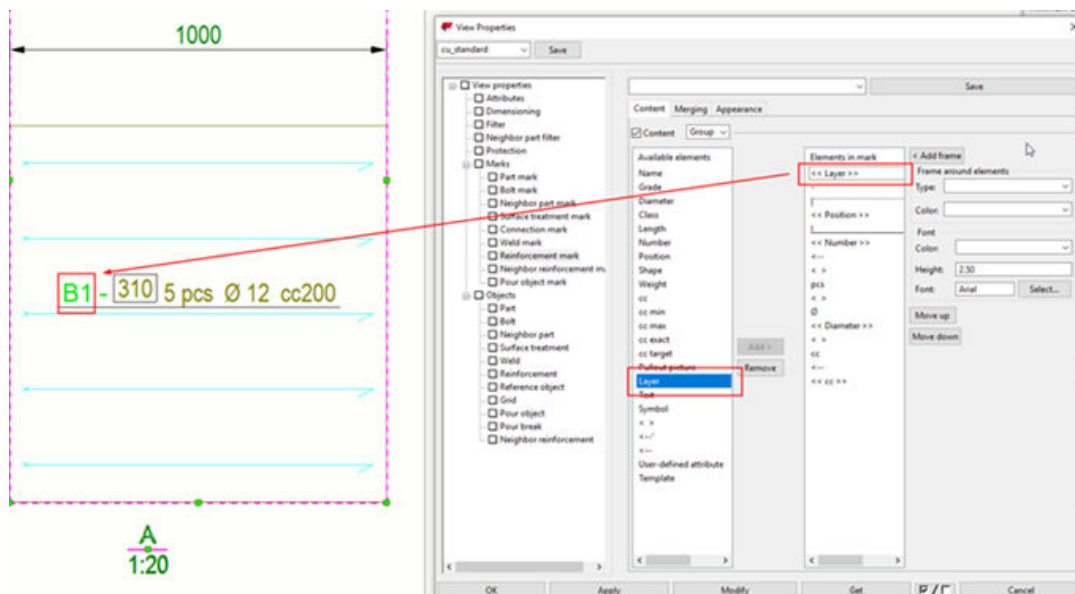 1000
B1 - 310 5 pcs Ø 12 cc200
A
1:20
View Properties
cu_standard
Save
View properties
Attributes
Dimensioning
Filter
Neighbor part filter
Protection
Marks
Part mark
Bolt mark
Neighbor part mark
Surface treatment mark
Connection mark
Weld mark
Reinforcement mark
Neighbor reinforcement m
Pour object mark
Objects
Part
Bolt
Neighbor part
Surface treatment
Weld
Reinforcement
Reference object
Grid
Pour object
Pour break
Neighbor reinforcement
Save
Content Merging Appearance
Content Group
Available elements
Name
Grade
Diameter
Class
Length
Number
Position
Shape
Weight
cc
cc min
cc max
cc exact
cc target
Pullout picture
Layer
Text
Symbol
< >
<--'
<--
User-defined attribute
Template
Add >
Remove
Elements in mark
<< Layer >>
-
[
<< Position >>
]
<< Number >>
<--
< >
pcs
< >
Ø
<< Diameter >>
< >
cc
<--
<< cc >>
< Add frame
Frame around elements
Type:
Color:
Font
Color:
Height: 2.50
Font: Arial Select...
Move up
Move down
OK Apply Modify Get Cancel